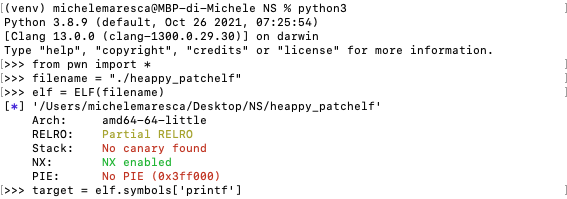 [(venv) michelemaresca@MBP-di-Michele NS % python3 ]
Python 3.8.9 (default, Oct 26 2021, 07:25:54)
[Clang 13.0.0 (clang-1300.0.29.30)] on darwin
Type "help", "copyright", "credits" or "license" for more information.
[>>> from pwn import * ]
[>>> filename = "./heappy_patchelf" ]
[>>> elf = ELF(filename) ]
[*] '/Users/michelemaresca/Desktop/NS/heappy_patchelf'
Arch: amd64-64-little
RELRO: Partial RELRO
Stack: No canary found
NX: NX enabled
PIE: No PIE (0x3ff000)
[>>> target = elf.symbols['printf'] ]